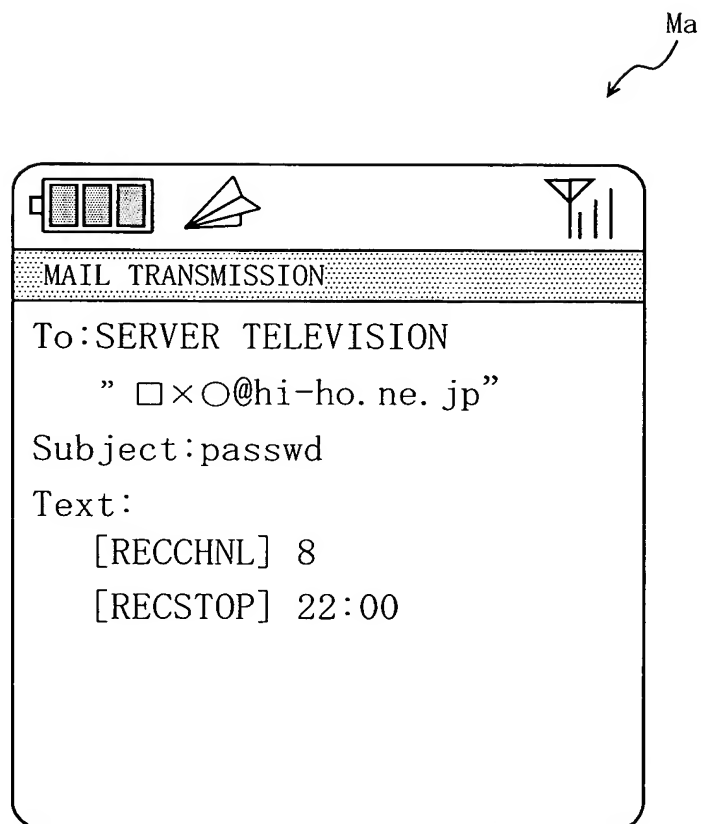 Ma
MAIL TRANSMISSION
To:SERVER TELEVISION
" □×○@hi-ho.ne.jp"
Subject:passwd
Text:
[RECCHNL] 8
[RECSTOP] 22:00